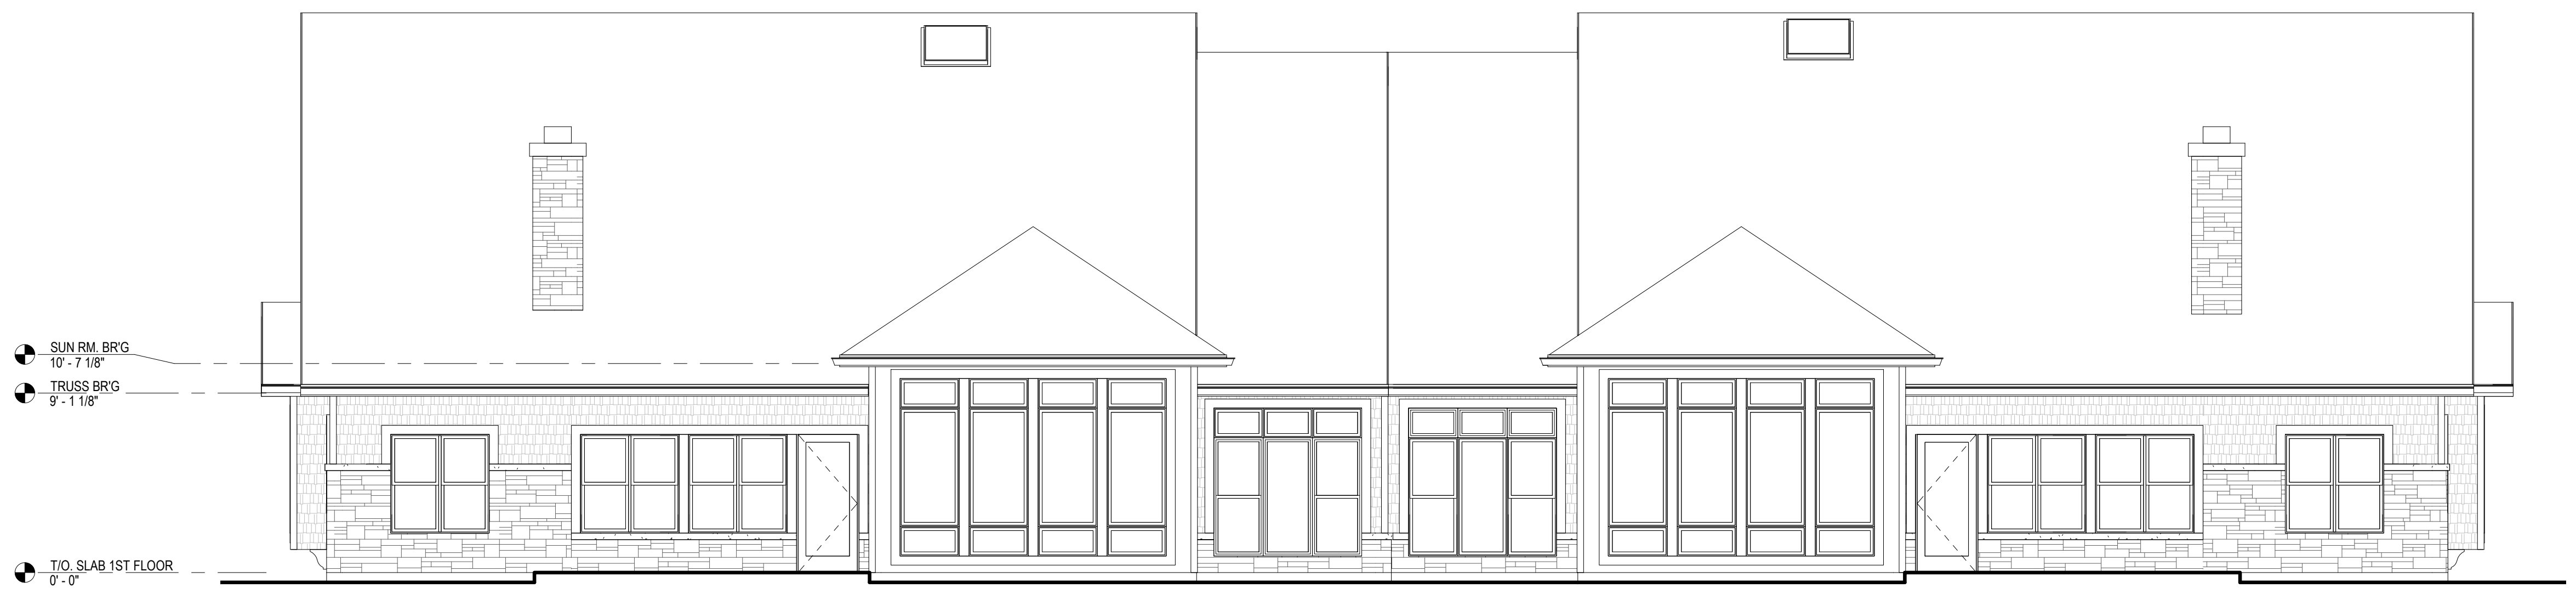 SUN RM. BR'G
10' - 7 1/8"
TRUSS BR'G
9' - 1 1/8"
T/O. SLAB 1ST FLOOR
0' - 0"